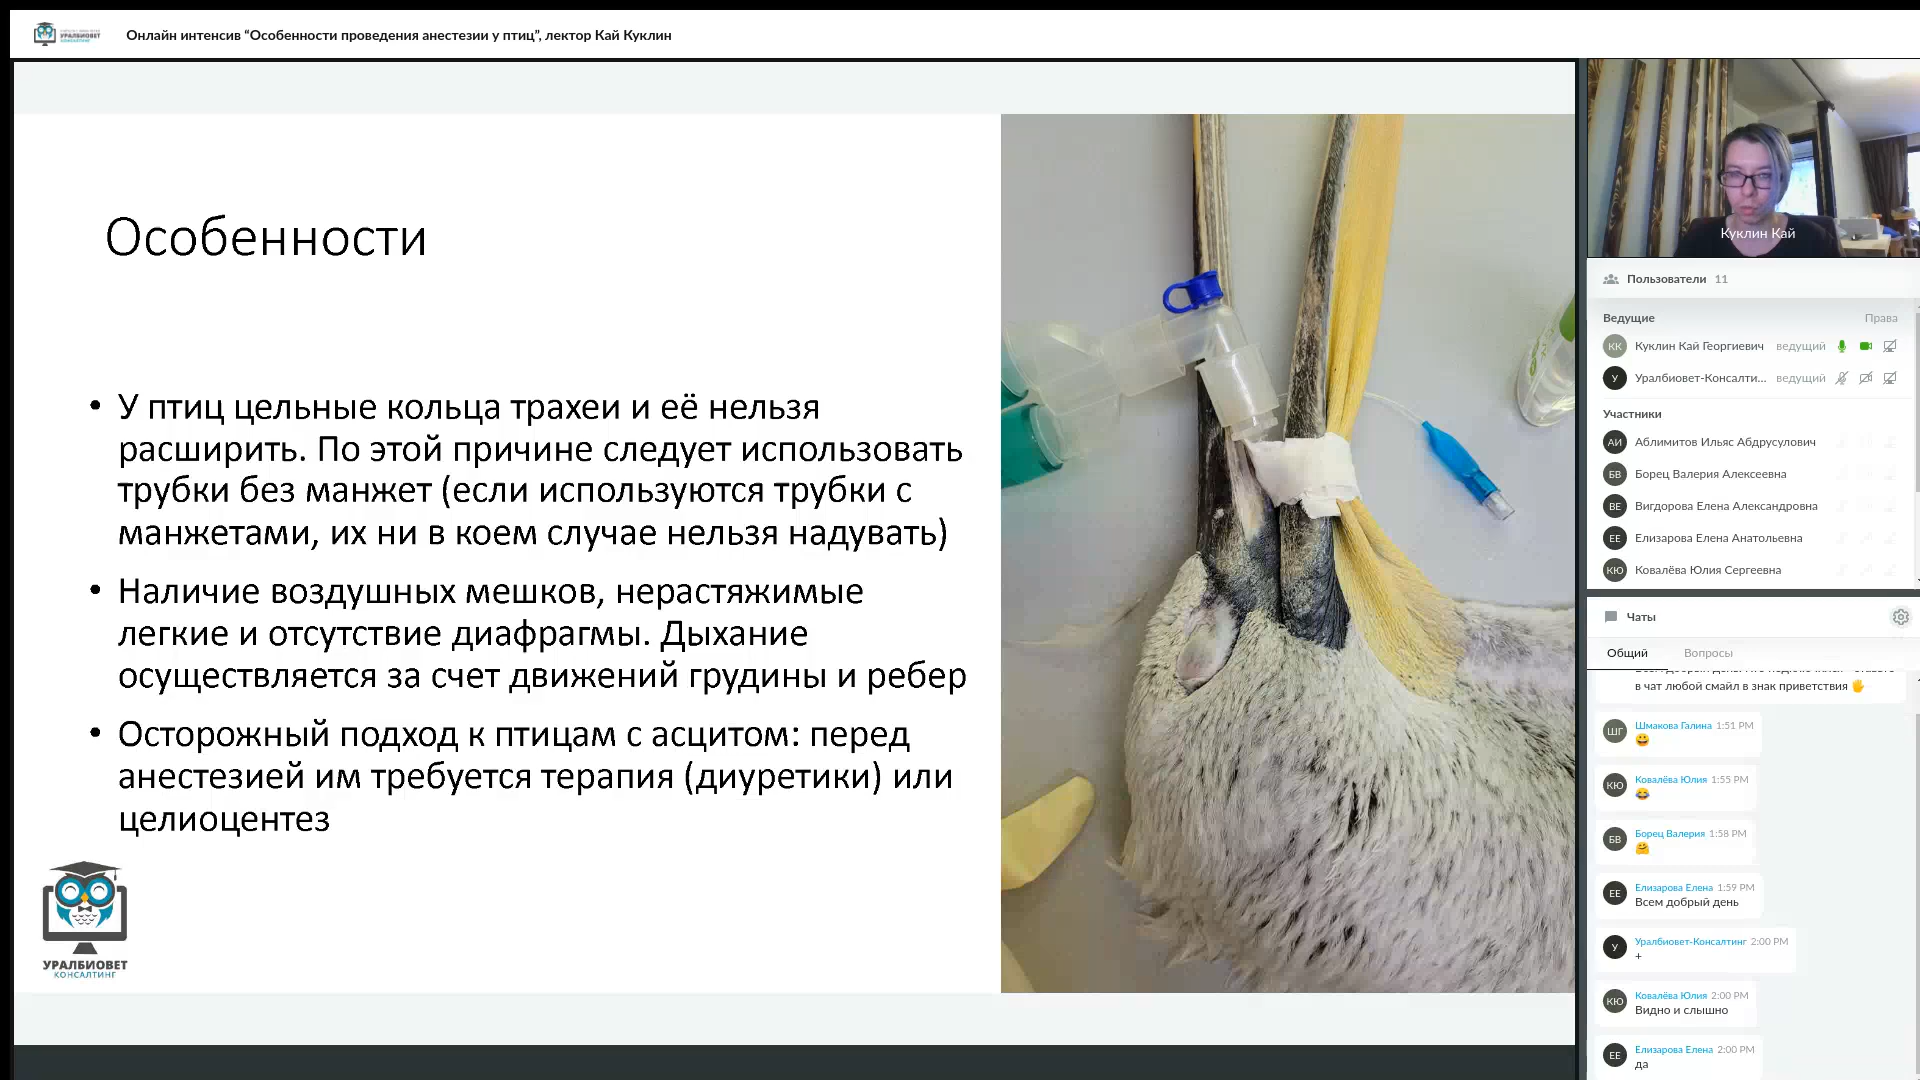 УРАЛБИОВЕТ
Онлайн интенсив “Особенности проведения анестезии у птиц”, лектор Кай Куклин
Особенности
• У птиц цельные кольца трахеи и её нельзя
расширить. По этой причине следует использовать
трубки без манжет (если используются трубки с
манжетами, их ни в коем случае нельзя надувать)
• Наличие воздушных мешков, нерастяжимые
легкие и отсутствие диафрагмы. Дыхание
осуществляется за счет движений грудины и ребер
• Осторожный подход к птицам с асцитом: перед
анестезией им требуется терапия (диуретики) или
целиоцентез
УРАЛБИОВЕТ
КОНСАЛТИНГ
Куклин Кай
Пользователи 11
Ведущие Права
КК Куклин Кай Георгиевич ведущий
У Уралбиовет-Консалти... ведущий
Участники
АИ Аблимитов Ильяс Абдрусулович
БВ Борец Валерия Алексеевна
ВЕ Вигдорова Елена Александровна
ЕЕ Елизарова Елена Анатольевна
КЮ Ковалёва Юлия Сергеевна
Чаты
Общий Вопросы
в чат любой смайл в знак приветствия 🖐
ШГ Шмакова Галина 1:51 PM
😀
КЮ Ковалёва Юлия 1:55 PM
😂
БВ Борец Валерия 1:58 PM
🤗
ЕЕ Елизарова Елена 1:59 PM
Всем добрый день
У Уралбиовет-Консалтинг 2:00 PM
+
КЮ Ковалёва Юлия 2:00 PM
Видно и слышно
ЕЕ Елизарова Елена 2:00 PM
да